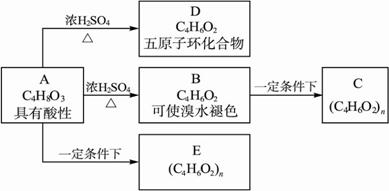 浓H₂SO₄
△
D
C₄H₆O₂
五原子环化合物
A
C₄H₈O₃
具有酸性
浓H₂SO₄
△
B
C₄H₆O₂
可使溴水褪色
一定条件下
C
(C₄H₆O₂)ₙ
一定条件下
E
(C₄H₆O₂)ₙ